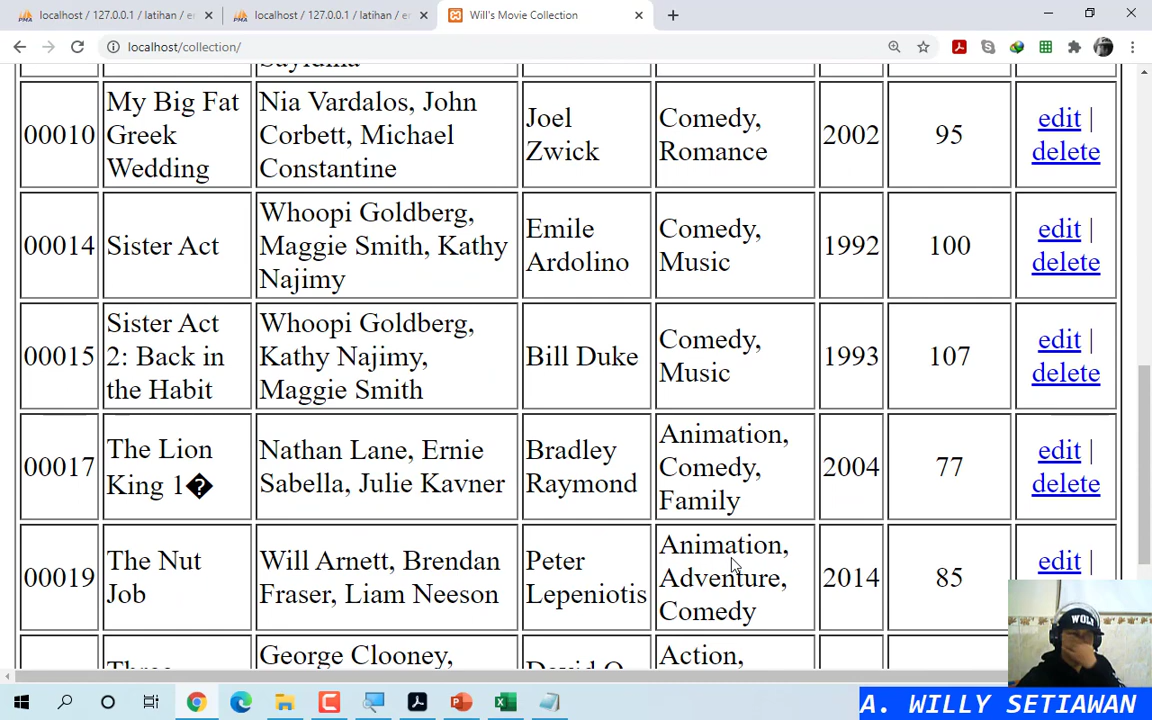 localhost / 127.0.0.1 / latihan / e
localhost / 127.0.0.1 / latihan / e
Will's Movie Collection
localhost/collection/
00010 My Big Fat Greek Wedding Nia Vardalos, John Corbett, Michael Constantine Joel Zwick Comedy, Romance 2002 95 edit | delete
00014 Sister Act Whoopi Goldberg, Maggie Smith, Kathy Najimy Emile Ardolino Comedy, Music 1992 100 edit | delete
00015 Sister Act 2: Back in the Habit Whoopi Goldberg, Kathy Najimy, Maggie Smith Bill Duke Comedy, Music 1993 107 edit | delete
00017 The Lion King 1� Nathan Lane, Ernie Sabella, Julie Kavner Bradley Raymond Animation, Comedy, Family 2004 77 edit | delete
00019 The Nut Job Will Arnett, Brendan Fraser, Liam Neeson Peter Lepeniotis Animation, Adventure, Comedy 2014 85 edit |
George Clooney, Action,
WOLV
A. WILLY SETIAWAN